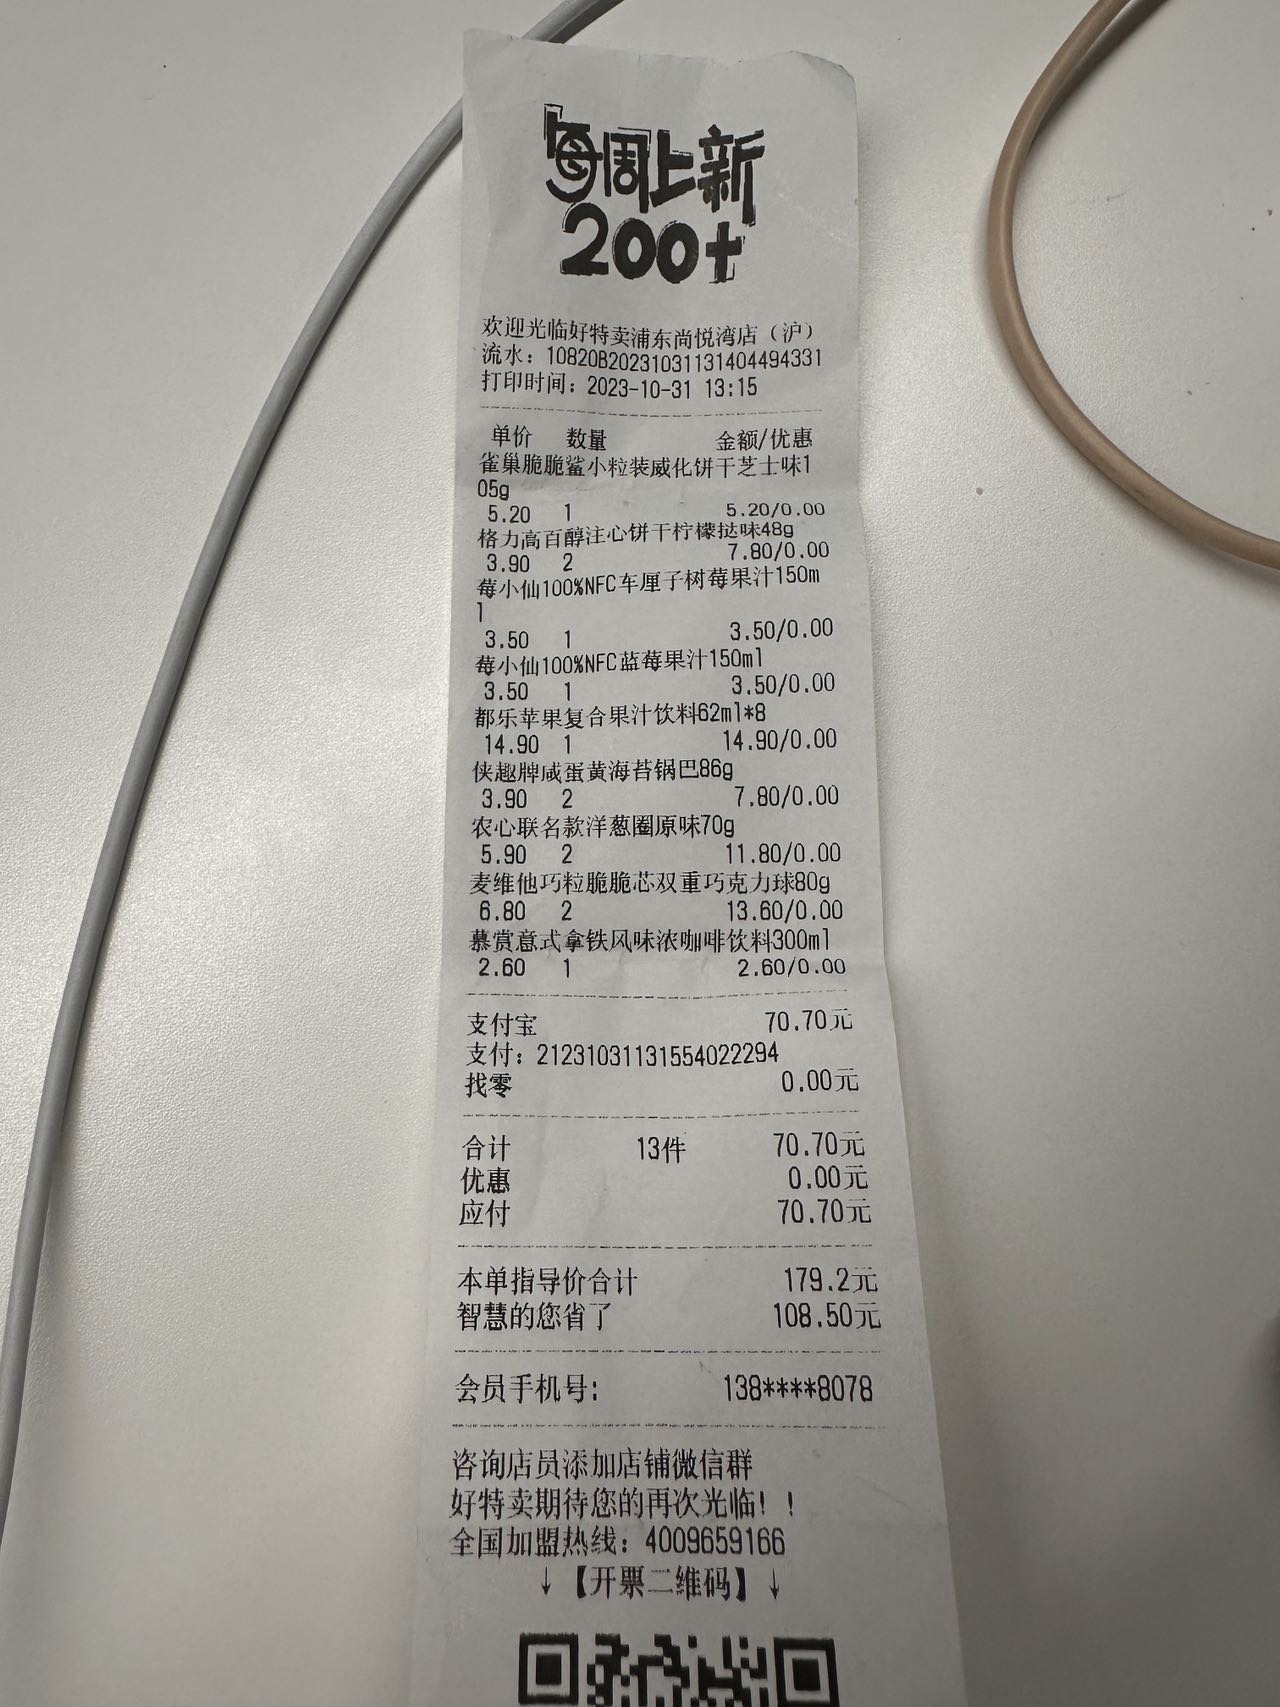 每周上新
200+
欢迎光临好特卖浦东尚悦湾店（沪）
流水：10820B20231031131404494331
打印时间：2023-10-31 13:15
单价 数量 金额/优惠
雀巢脆脆鲨小粒装威化饼干芝士味1
05g
5.20 1 5.20/0.00
格力高百醇注心饼干柠檬挞味48g
3.90 2 7.80/0.00
莓小仙100%NFC车厘子树莓果汁150m
l
3.50 1 3.50/0.00
莓小仙100%NFC蓝莓果汁150ml
3.50 1 3.50/0.00
都乐苹果复合果汁饮料62ml*8
14.90 1 14.90/0.00
侠趣牌咸蛋黄海苔锅巴86g
3.90 2 7.80/0.00
农心联名款洋葱圈原味70g
5.90 2 11.80/0.00
麦维他巧粒脆脆芯双重巧克力球80g
6.80 2 13.60/0.00
慕赏意式拿铁风味浓咖啡饮料300ml
2.60 1 2.60/0.00
支付宝 70.70元
支付：21231031131554022294
找零 0.00元
合计 13件 70.70元
优惠 0.00元
应付 70.70元
本单指导价合计 179.2元
智慧的您省了 108.50元
会员手机号: 138****8078
咨询店员添加店铺微信群
好特卖期待您的再次光临！！
全国加盟热线：4009659166
↓【开票二维码】↓